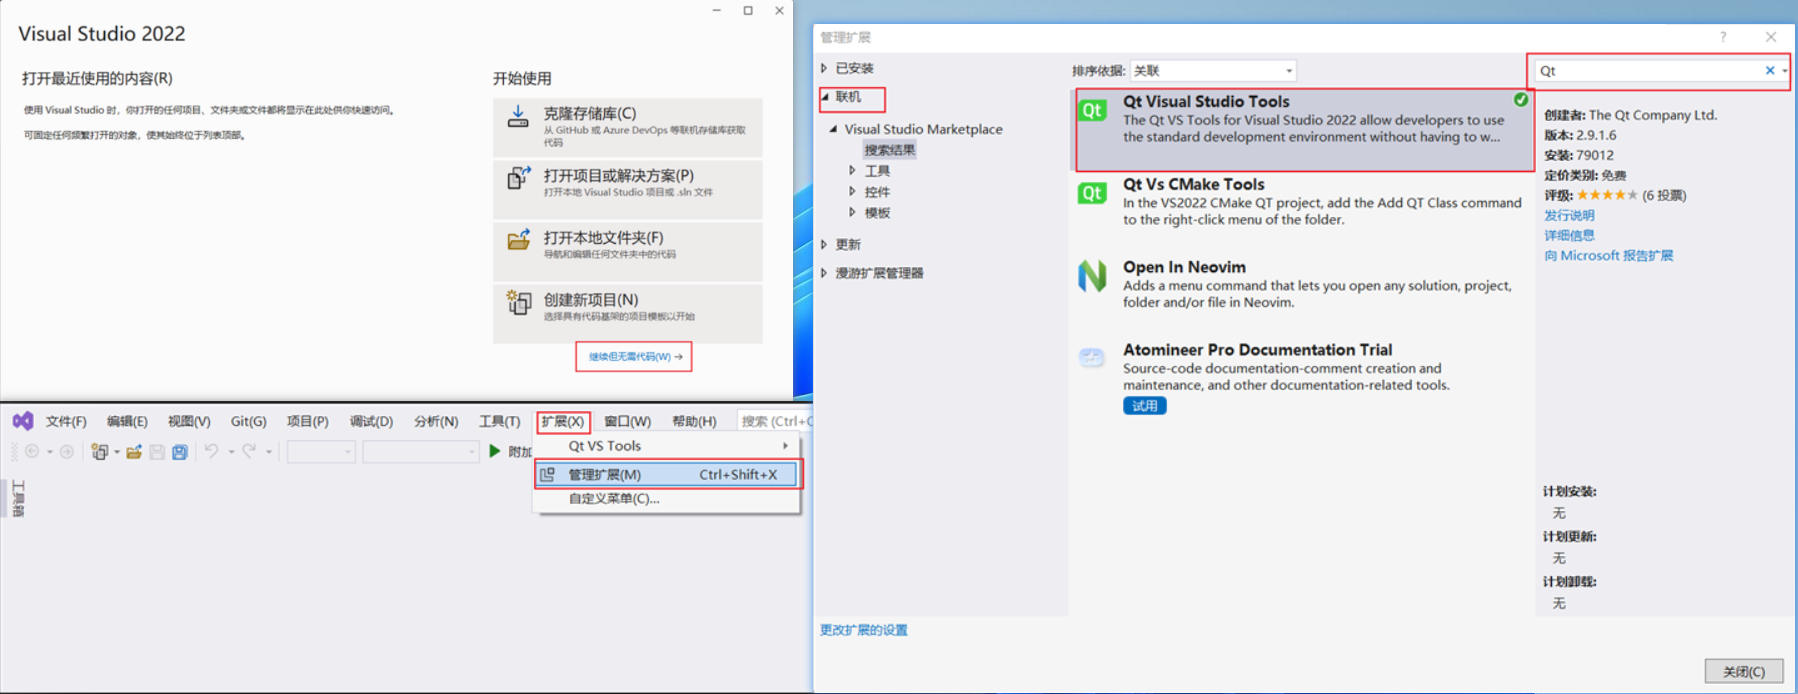 Visual Studio 2022
打开最近使用的内容(R)
使用 Visual Studio 时，你打开的任何项目、文件夹或文件都将显示在此处供你快速访问。
可固定任何频繁打开的对象，使其始终位于列表顶部。
开始使用
克隆存储库(C)
从 GitHub 或 Azure DevOps 等联机存储库获取
代码
打开项目或解决方案(P)
打开本地 Visual Studio 项目或 .sln 文件
打开本地文件夹(F)
导航和编辑任何文件夹中的代码
创建新项目(N)
选择具有代码基架的项目模板以开始
继续但无需代码(W) →
文件(F) 编辑(E) 视图(V) Git(G) 项目(P) 调试(D) 分析(N) 工具(T) 扩展(X) 窗口(W) 帮助(H) 搜索 (Ctrl+
附加
Qt VS Tools
管理扩展(M) Ctrl+Shift+X
自定义菜单(C)...
工具箱
管理扩展
?
已安装
联机
Visual Studio Marketplace
搜索结果
工具
控件
模板
更新
漫游扩展管理器
更改扩展的设置
排序依据: 关联
Qt Visual Studio Tools
The Qt VS Tools for Visual Studio 2022 allow developers to use
the standard development environment without having to w...
Qt Vs CMake Tools
In the VS2022 CMake QT project, add the Add QT Class command
to the right-click menu of the folder.
Open In Neovim
Adds a menu command that lets you open any solution, project,
folder and/or file in Neovim.
Atomineer Pro Documentation Trial
Source-code documentation-comment creation and
maintenance, and other documentation-related tools.
试用
Qt
创建者: The Qt Company Ltd.
版本: 2.9.1.6
安装: 79012
定价类别: 免费
评级: ★★★★★ (6 投票)
发行说明
详细信息
向 Microsoft 报告扩展
计划安装:
无
计划更新:
无
计划卸载:
无
关闭(C)
Qt
Qt